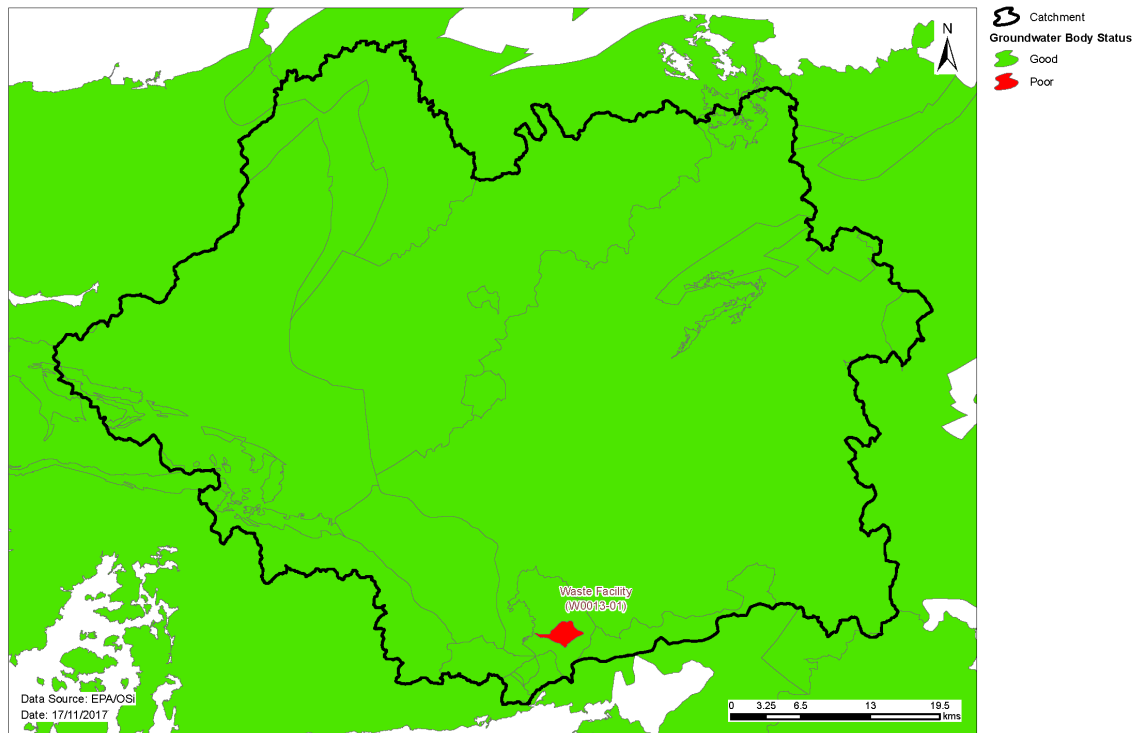 N
Catchment
Groundwater Body Status
Good
Poor
Waste Facility
(W0013-01)
Data Source: EPA/OSi
Date: 17/11/2017
0 3.25 6.5 13 19.5
kms